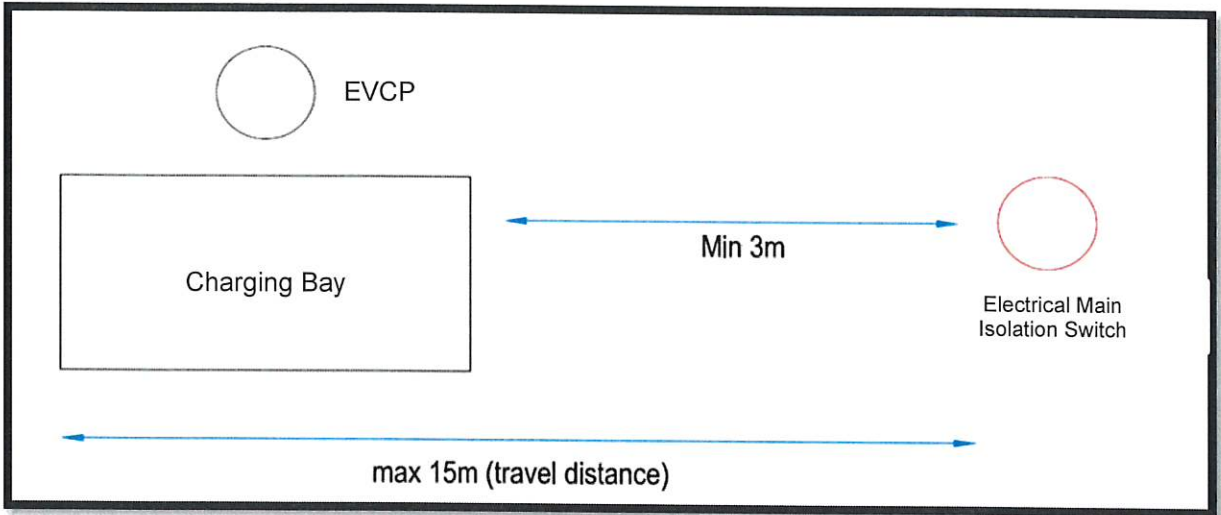 EVCP
Charging Bay
Min 3m
Electrical Main
Isolation Switch
max 15m (travel distance)